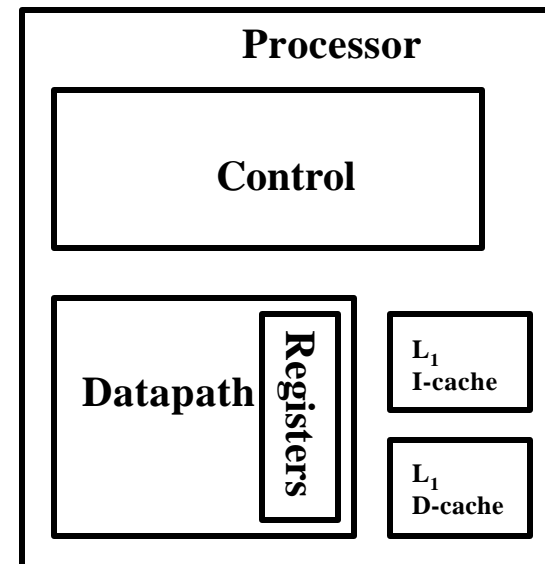 Processor
Control
Datapath
Registers
L1
I-cache
L1
D-cache